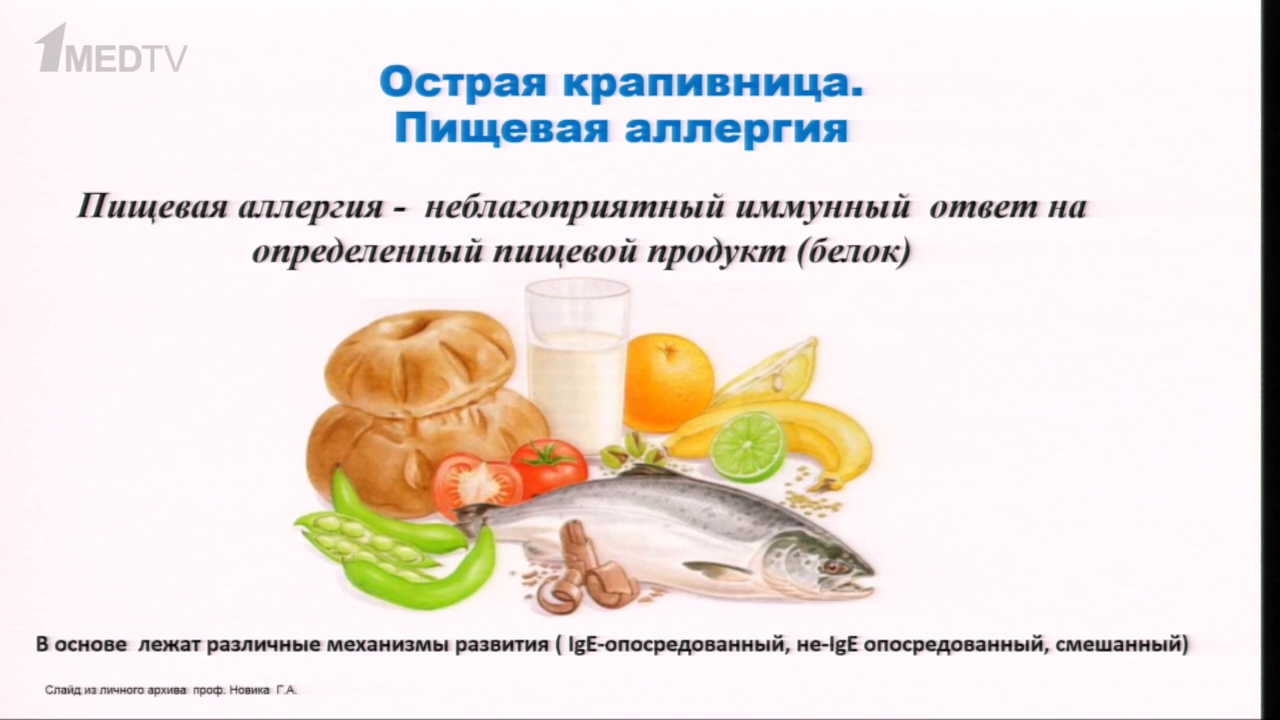 1MEDTV
Острая крапивница.
Пищевая аллергия
Пищевая аллергия - неблагоприятный иммунный ответ на
определенный пищевой продукт (белок)
В основе лежат различные механизмы развития ( IgE-опосредованный, не-IgE опосредованный, смешанный)
Слайд из личного архива проф. Новика Г.А.